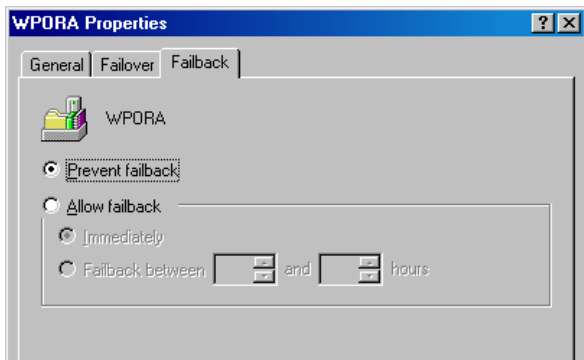 WPORA Properties
General Failover Failback
WPORA
Prevent failback
Allow failback
Immediately
Failback between and hours